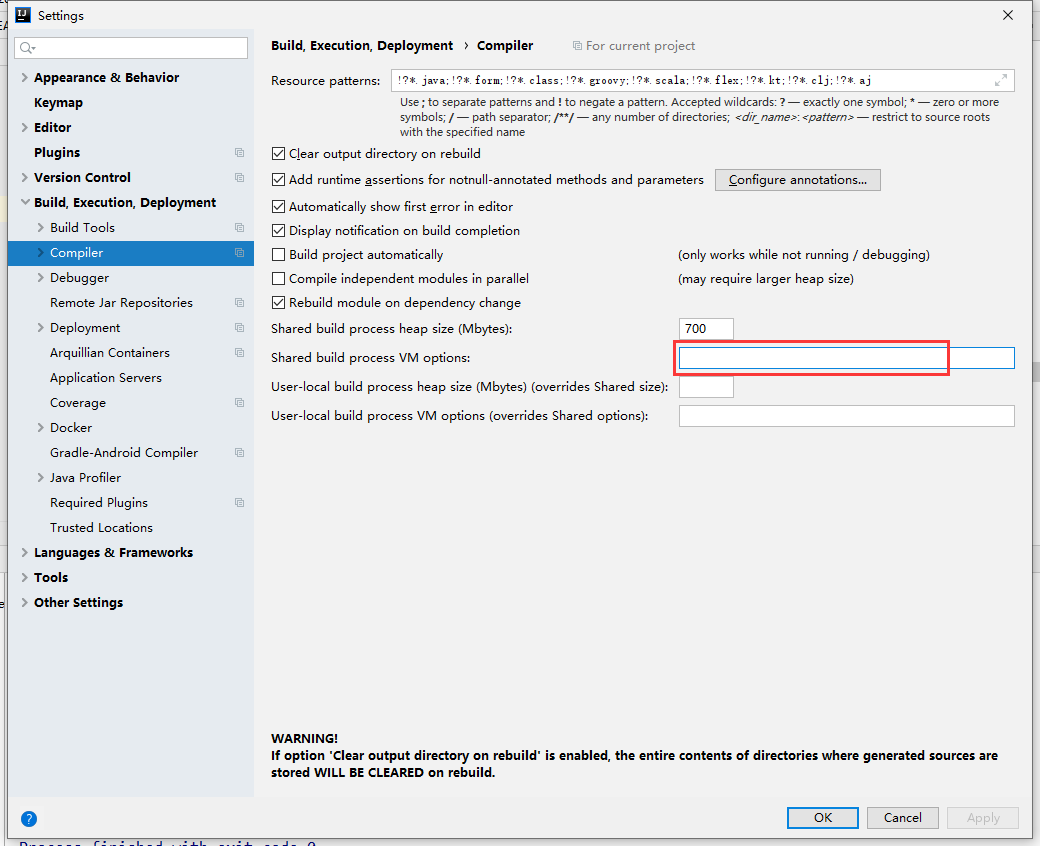 Settings
Build, Execution, Deployment › Compiler For current project
Appearance & Behavior
Keymap
Editor
Plugins
Version Control
Build, Execution, Deployment
Build Tools
Compiler
Debugger
Remote Jar Repositories
Deployment
Arquillian Containers
Application Servers
Coverage
Docker
Gradle-Android Compiler
Java Profiler
Required Plugins
Trusted Locations
Languages & Frameworks
Tools
Other Settings
Resource patterns: !?*.java;!?*.form;!?*.class;!?*.groovy;!?*.scala;!?*.flex;!?*.kt;!?*.clj;!?*.aj
Use ; to separate patterns and ! to negate a pattern. Accepted wildcards: ? — exactly one symbol; * — zero or more
symbols; / — path separator; /**/ — any number of directories; <dir_name>:<pattern> — restrict to source roots
with the specified name
Clear output directory on rebuild
Add runtime assertions for notnull-annotated methods and parameters Configure annotations...
Automatically show first error in editor
Display notification on build completion
Build project automatically (only works while not running / debugging)
Compile independent modules in parallel (may require larger heap size)
Rebuild module on dependency change
Shared build process heap size (Mbytes): 700
Shared build process VM options:
User-local build process heap size (Mbytes) (overrides Shared size):
User-local build process VM options (overrides Shared options):
WARNING!
If option 'Clear output directory on rebuild' is enabled, the entire contents of directories where generated sources are
stored WILL BE CLEARED on rebuild.
? OK Cancel Apply
Process finished with exit code 0